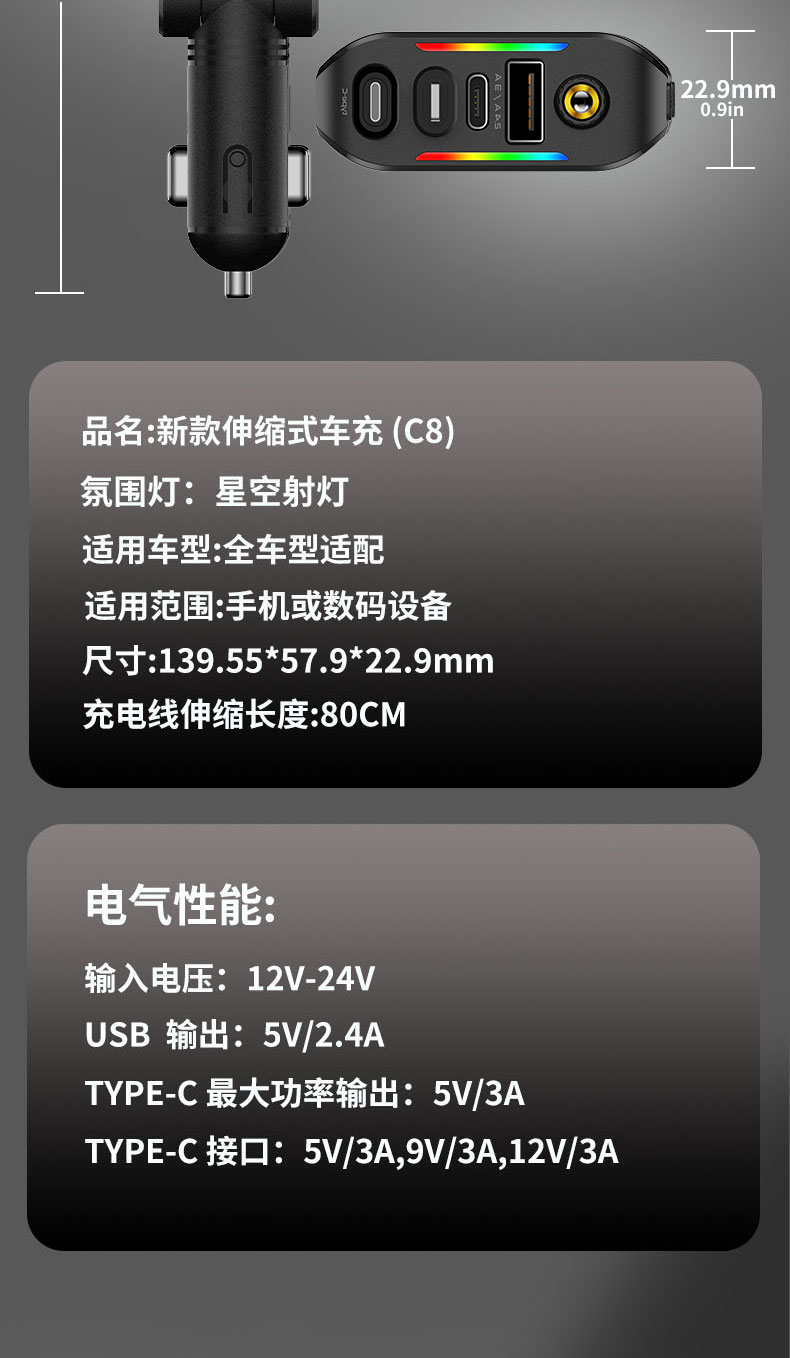 22.9mm
0.9in
品名:新款伸缩式车充 (C8)
氛围灯：星空射灯
适用车型:全车型适配
适用范围:手机或数码设备
尺寸:139.55*57.9*22.9mm
充电线伸缩长度:80CM
电气性能:
输入电压：12V-24V
USB 输出：5V/2.4A
TYPE-C 最大功率输出：5V/3A
TYPE-C 接口：5V/3A,9V/3A,12V/3A